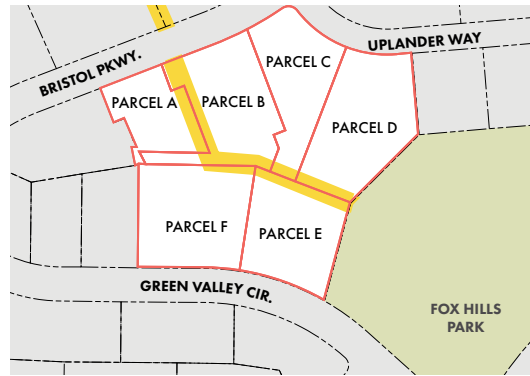 UPLANDER WAY
BRISTOL PKWY.
PARCEL C
PARCEL A
PARCEL B
PARCEL D
PARCEL F
PARCEL E
GREEN VALLEY CIR.
FOX HILLS
PARK